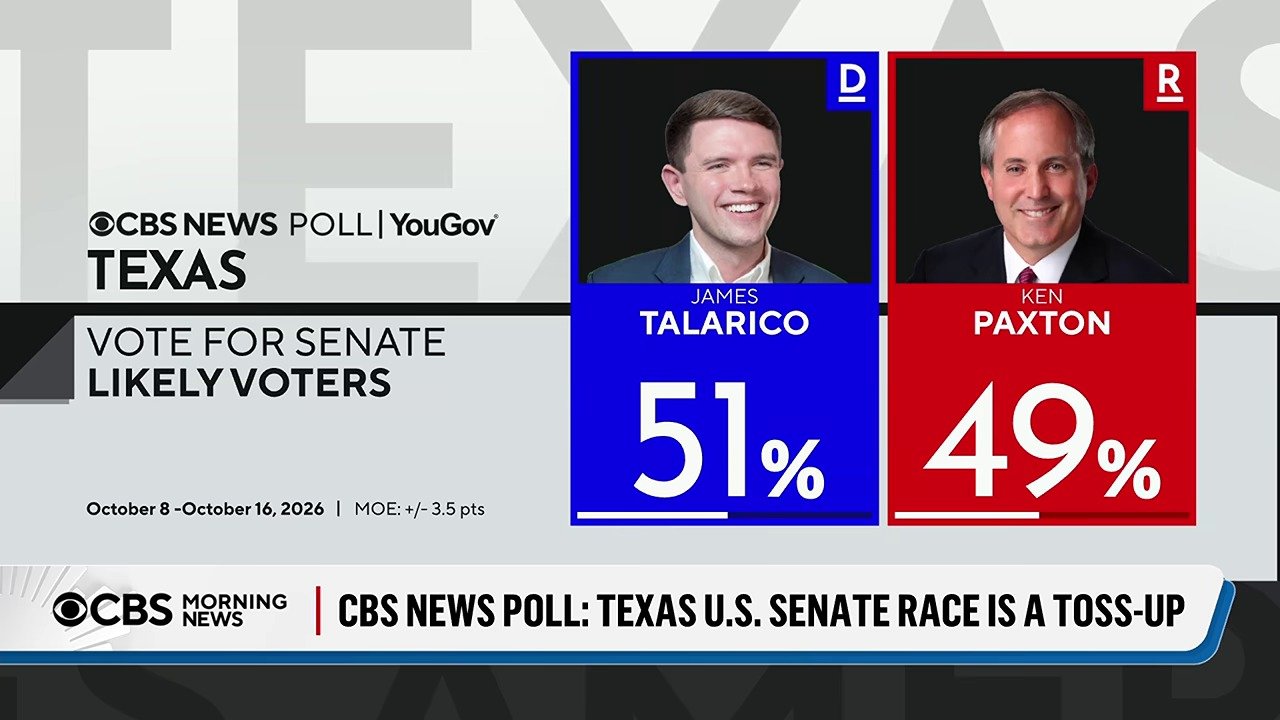 TEXAS
CBS NEWS POLL | YouGov
TEXAS
VOTE FOR SENATE
LIKELY VOTERS
October 8 -October 16, 2026 | MOE: +/- 3.5 pts
D
JAMES
TALARICO
51%
R
KEN
PAXTON
49%
CBS MORNING
NEWS
CBS NEWS POLL: TEXAS U.S. SENATE RACE IS A TOSS-UP